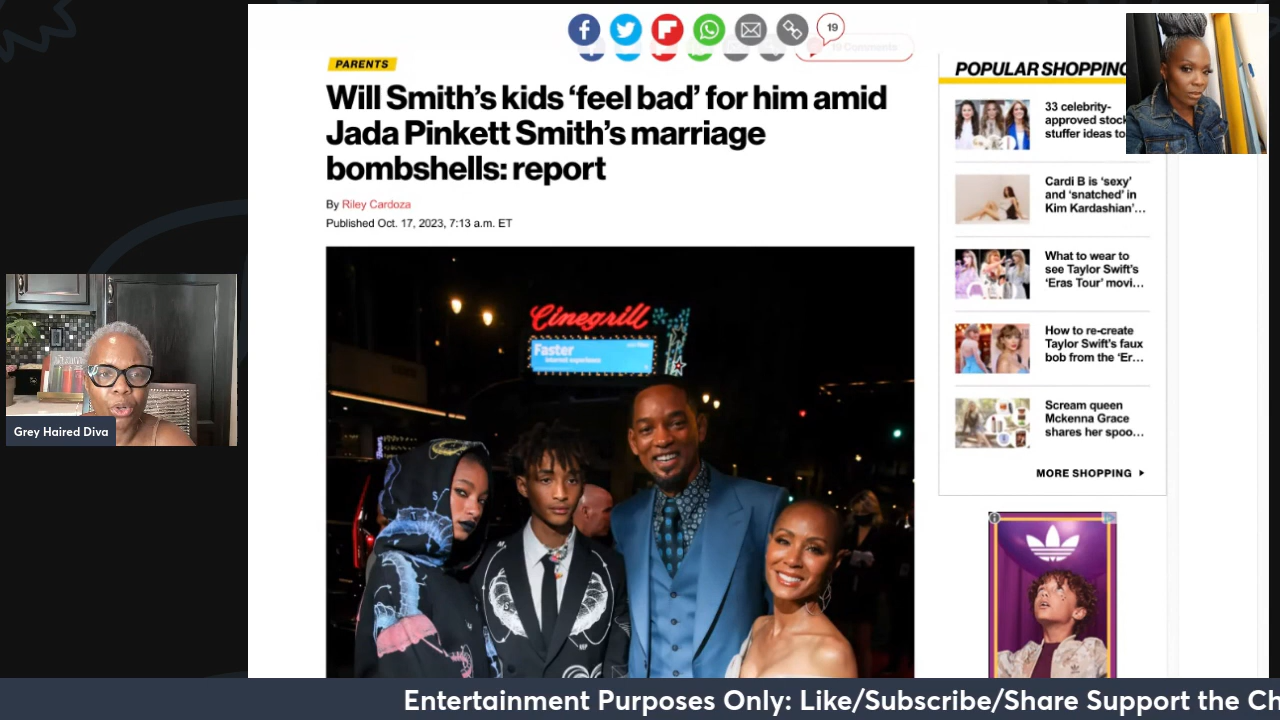 19
19 Comments
PARENTS
Will Smith's kids ‘feel bad’ for him amid
Jada Pinkett Smith's marriage
bombshells: report
By Riley Cardoza
Published Oct. 17, 2023, 7:13 a.m. ET
Cinegrill
Faster
internet experience
POPULAR SHOPPING
33 celebrity-
approved stock
stuffer ideas to
Cardi B is ‘sexy’
and ‘snatched’ in
Kim Kardashian’...
What to wear to
see Taylor Swift's
‘Eras Tour’ movi...
How to re-create
Taylor Swift's faux
bob from the ‘Er...
Scream queen
Mckenna Grace
shares her spoo...
MORE SHOPPING
Grey Haired Diva
Entertainment Purposes Only: Like/Subscribe/Share Support the Ch